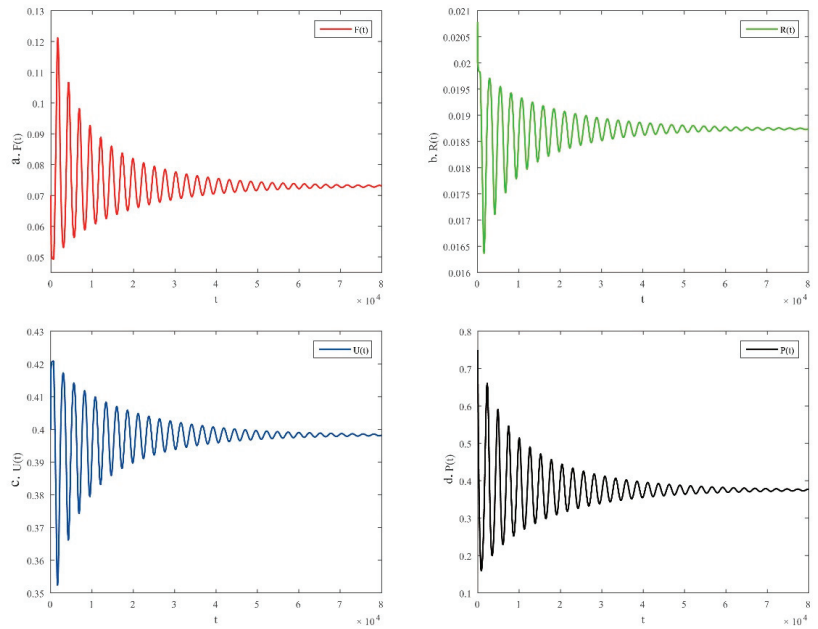 0.13
0.12
0.11
0.1
0.09
0.08
0.07
0.06
0.05
a. F(t)
F(t)
0 1 2 3 4 5 6 7 8
t
× 10^4
0.021
0.0205
0.02
0.0195
0.019
0.0185
0.018
0.0175
0.017
0.0165
0.016
b. R(t)
R(t)
0 1 2 3 4 5 6 7 8
t
× 10^4
0.43
0.42
0.41
0.4
0.39
0.38
0.37
0.36
0.35
c. U(t)
U(t)
0 1 2 3 4 5 6 7 8
t
× 10^4
0.8
0.7
0.6
0.5
0.4
0.3
0.2
0.1
d. P(t)
P(t)
0 1 2 3 4 5 6 7 8
t
× 10^4